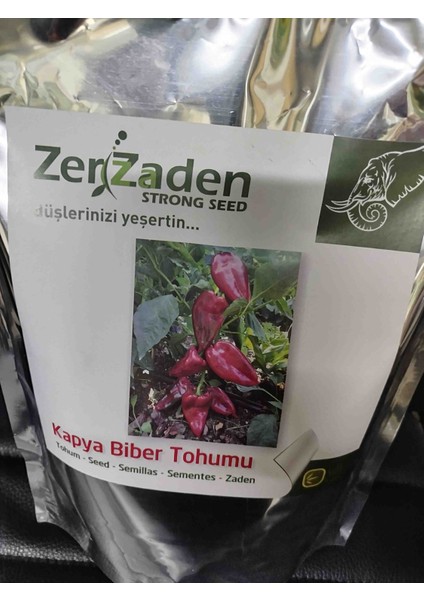 ZerZaden
STRONG SEED
düşlerinizi yeşertin...
Kapya Biber Tohumu
Tohum - Seed - Semillas - Sementes - Zaden